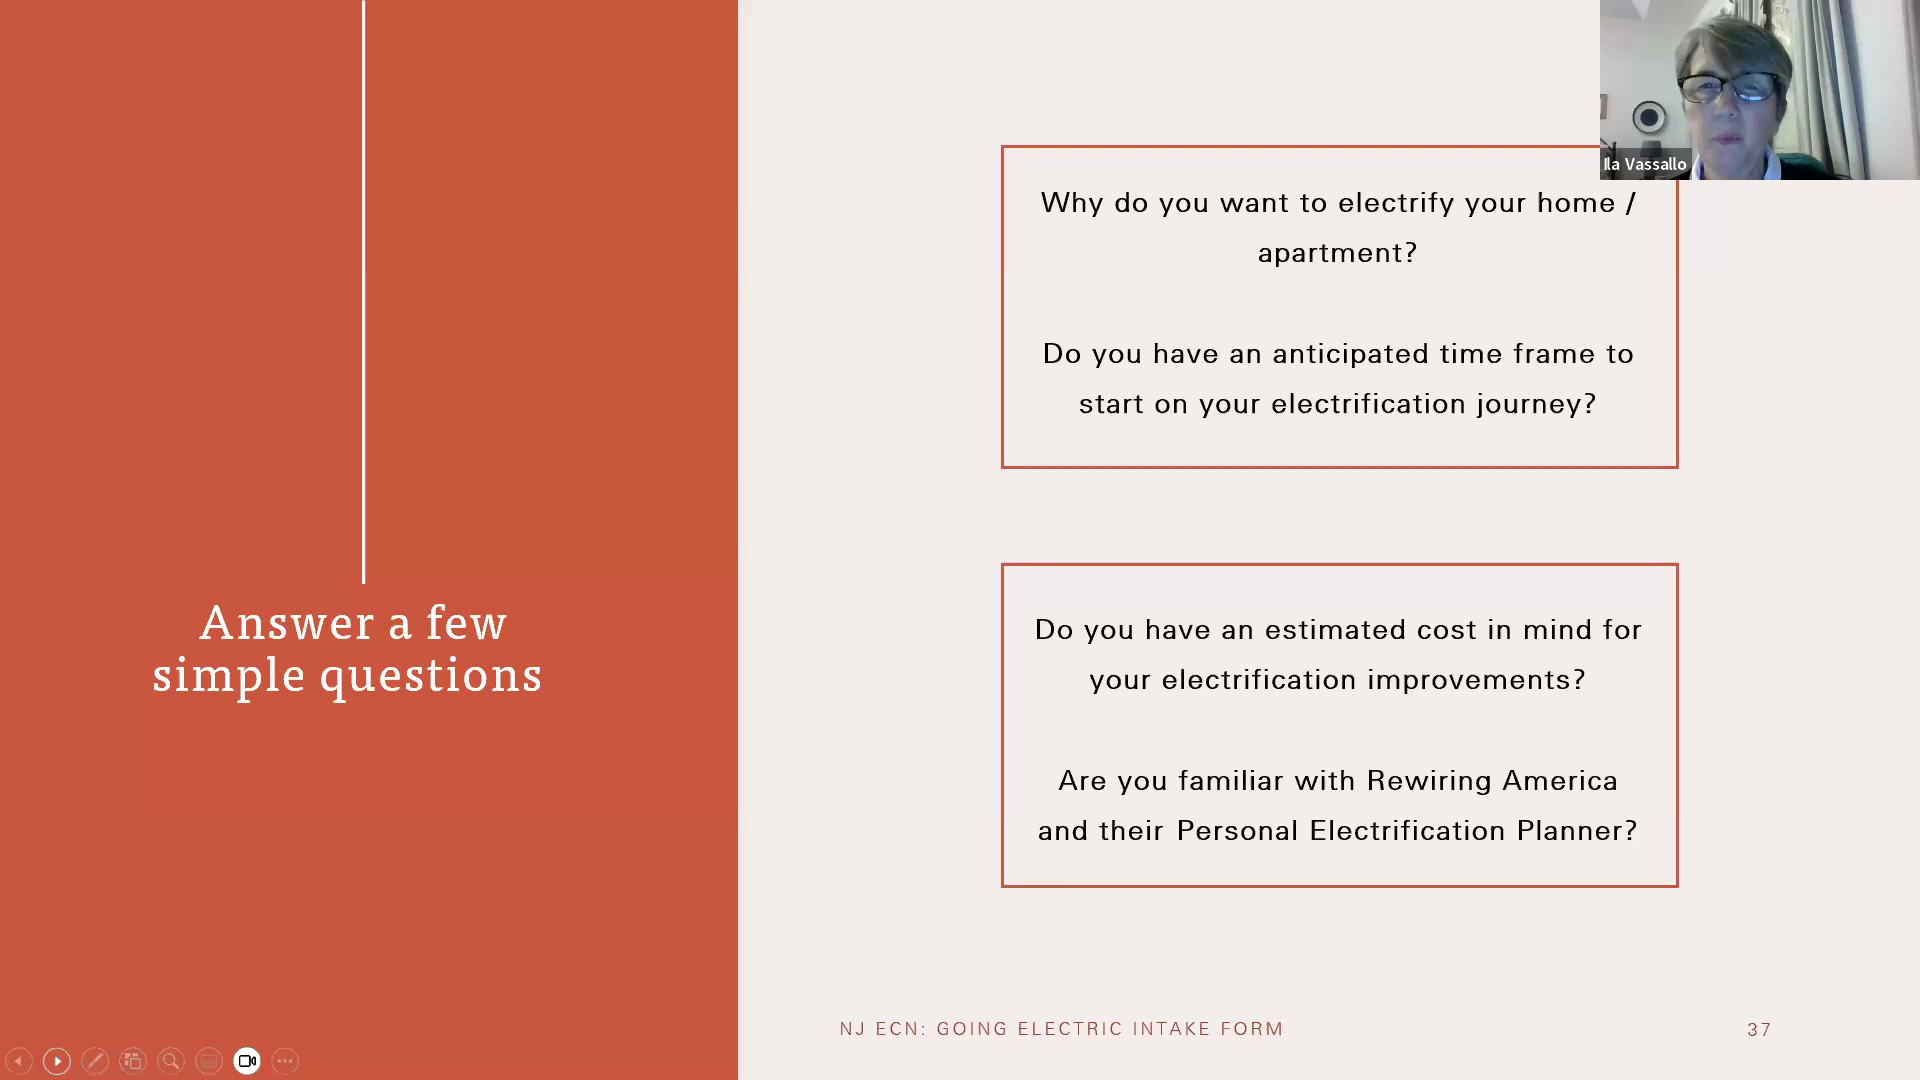 Ila Vassallo
Why do you want to electrify your home /
apartment?
Do you have an anticipated time frame to
start on your electrification journey?
Answer a few
simple questions
Do you have an estimated cost in mind for
your electrification improvements?
Are you familiar with Rewiring America
and their Personal Electrification Planner?
NJ ECN: GOING ELECTRIC INTAKE FORM
37